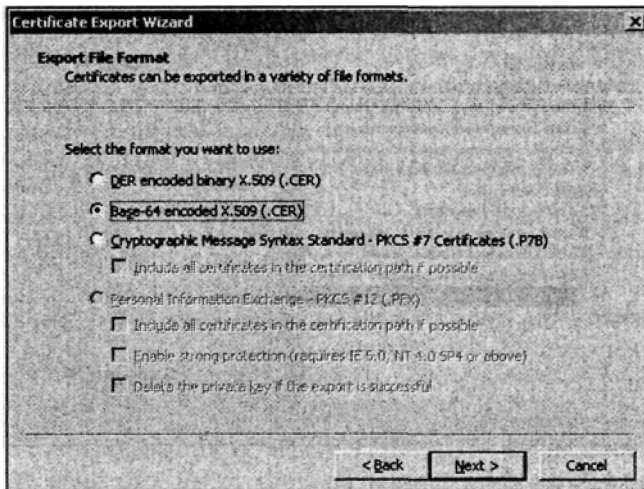 Certificate Export Wizard
Export File Format
Certificates can be exported in a variety of file formats.
Select the format you want to use:
DER encoded binary X.509 (.CER)
Base-64 encoded X.509 (.CER)
Cryptographic Message Syntax Standard - PKCS #7 Certificates (.P7B)
Include all certificates in the certification path if possible
Personal Information Exchange - PKCS #12 (.PFX)
Include all certificates in the certification path if possible
Enable strong protection (requires IE 5.0, NT 4.0 SP4 or above)
Delete the private key if the export is successful
< Back
Next >
Cancel